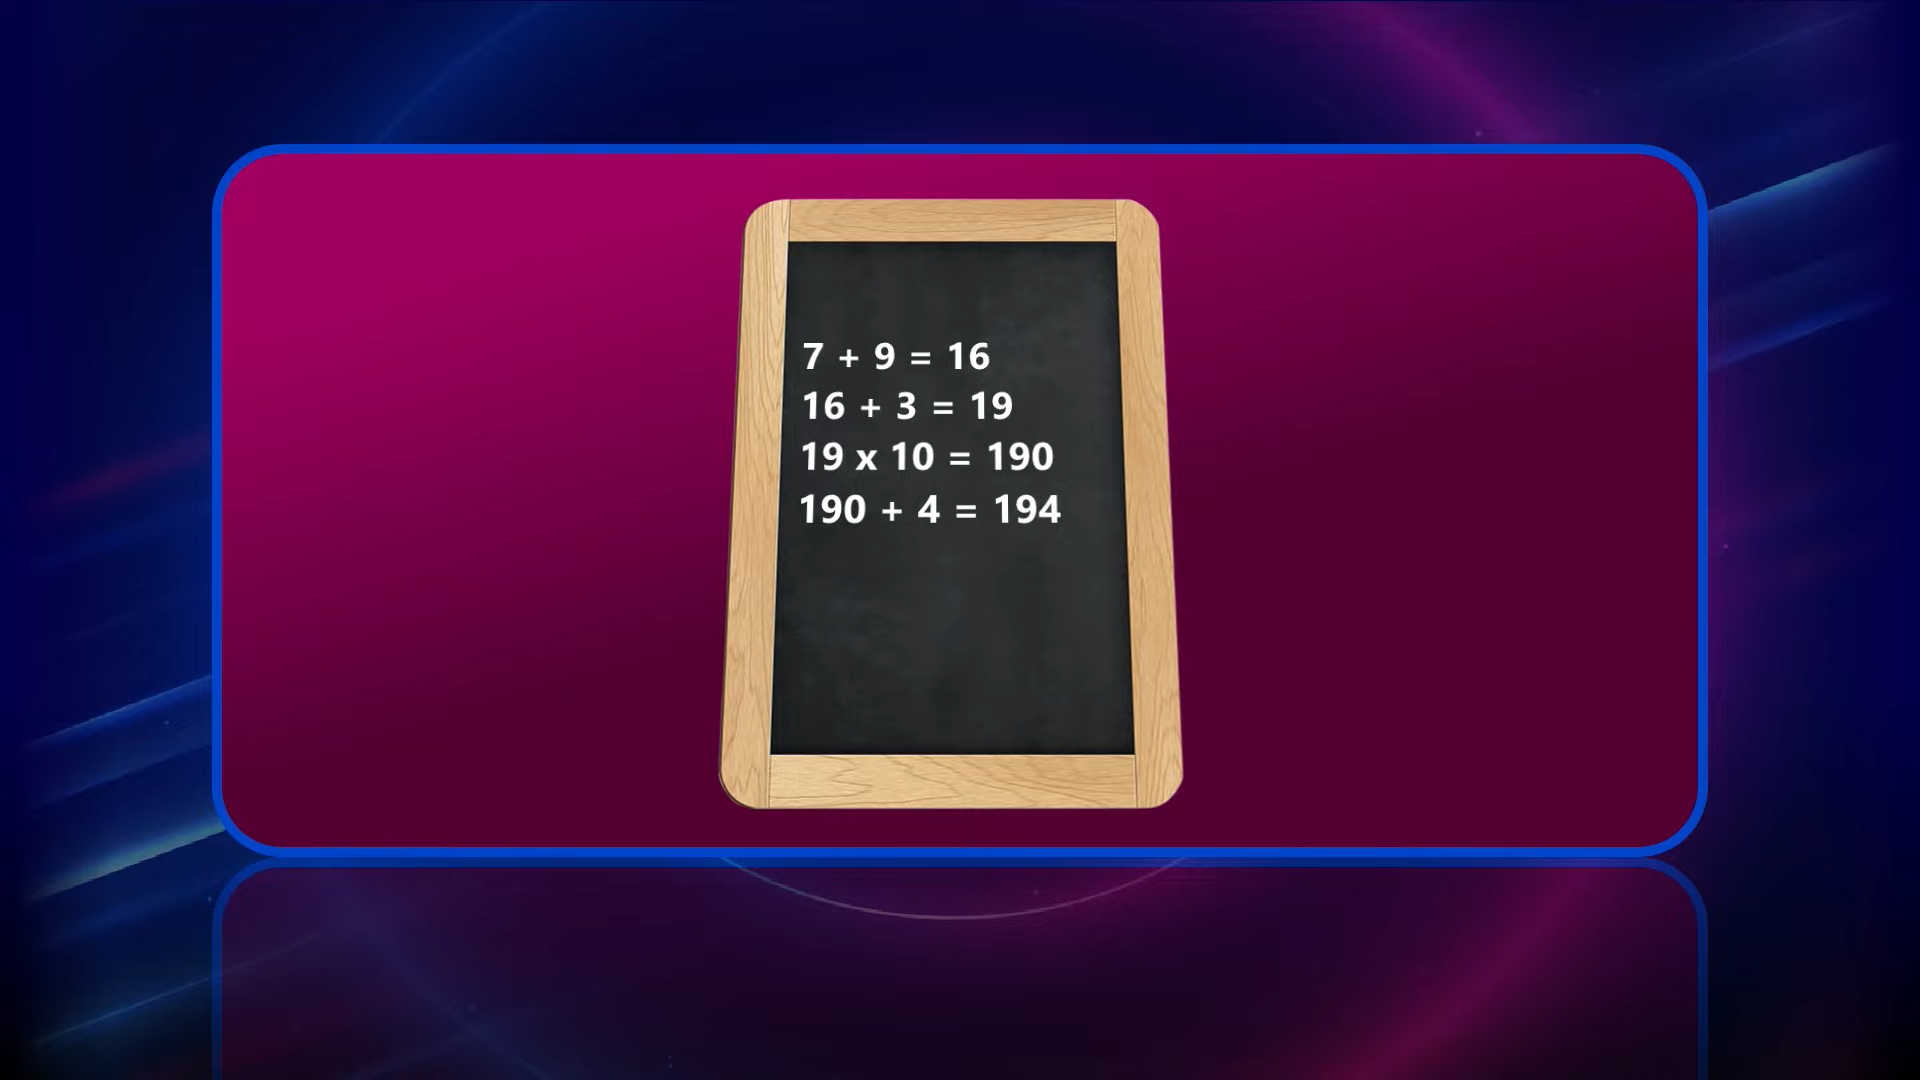 7 + 9 = 16
16 + 3 = 19
19 x 10 = 190
190 + 4 = 194